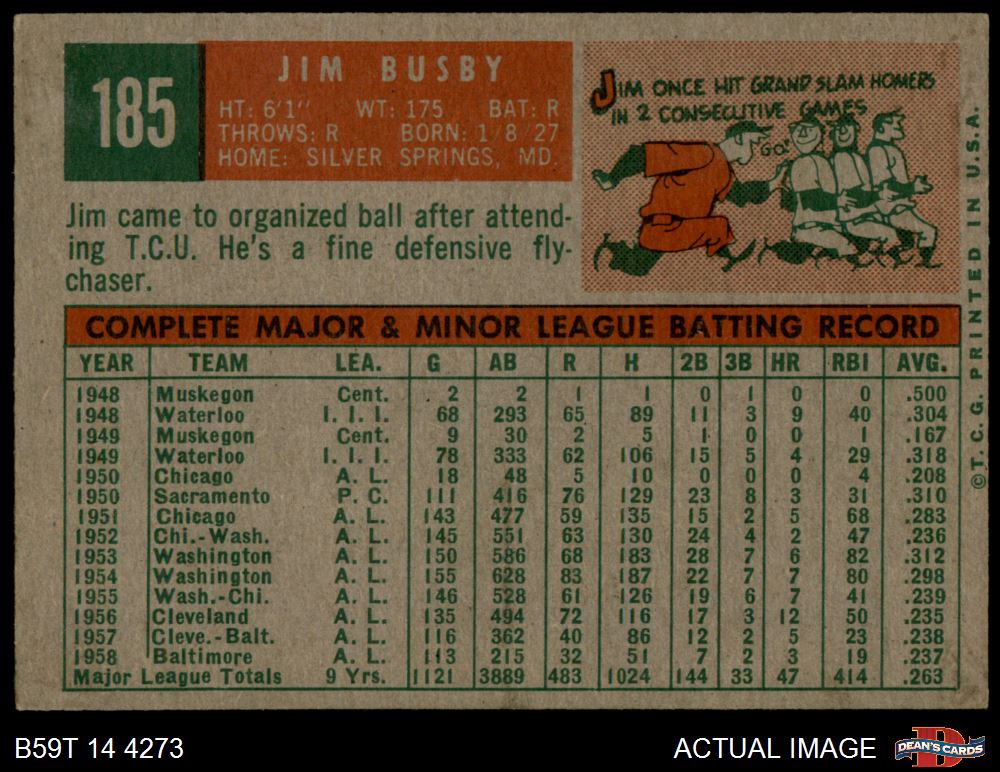 185
JIM BUSBY
HT: 6'1" WT: 175 BAT: R
THROWS: R BORN: 1/8/27
HOME: SILVER SPRINGS, MD.
JIM ONCE HIT GRAND SLAM HOMERS
IN 2 CONSECUTIVE GAMES
"GO!"
Jim came to organized ball after attend-
ing T.C.U. He's a fine defensive fly-
chaser.
COMPLETE MAJOR & MINOR LEAGUE BATTING RECORD
YEAR TEAM LEA. G AB R H 2B 3B HR RBI AVG.
1948 Muskegon Cent. 2 2 1 1 0 1 0 0 .500
1948 Waterloo I. I. I. 68 293 65 89 11 3 9 40 .304
1949 Muskegon Cent. 9 30 2 5 1 0 0 1 .167
1949 Waterloo I. I. I. 78 333 62 106 15 5 4 29 .318
1950 Chicago A. L. 18 48 5 10 0 0 0 4 .208
1950 Sacramento P. C. 111 416 76 129 23 8 3 31 .310
1951 Chicago A. L. 143 477 59 135 15 2 5 68 .283
1952 Chi.-Wash. A. L. 145 551 63 130 24 4 2 47 .236
1953 Washington A. L. 150 586 68 183 28 7 6 82 .312
1954 Washington A. L. 155 628 83 187 22 7 7 80 .298
1955 Wash.-Chi. A. L. 146 528 61 126 19 6 7 41 .239
1956 Cleveland A. L. 135 494 72 116 17 3 12 50 .235
1957 Cleve.-Balt. A. L. 116 362 40 86 12 2 5 23 .238
1958 Baltimore A. L. 113 215 32 51 7 2 3 19 .237
Major League Totals 9 Yrs. 1121 3889 483 1024 144 33 47 414 .263
©T. C. G. PRINTED IN U.S.A.
B59T 14 4273
ACTUAL IMAGE
DEAN'S CARDS